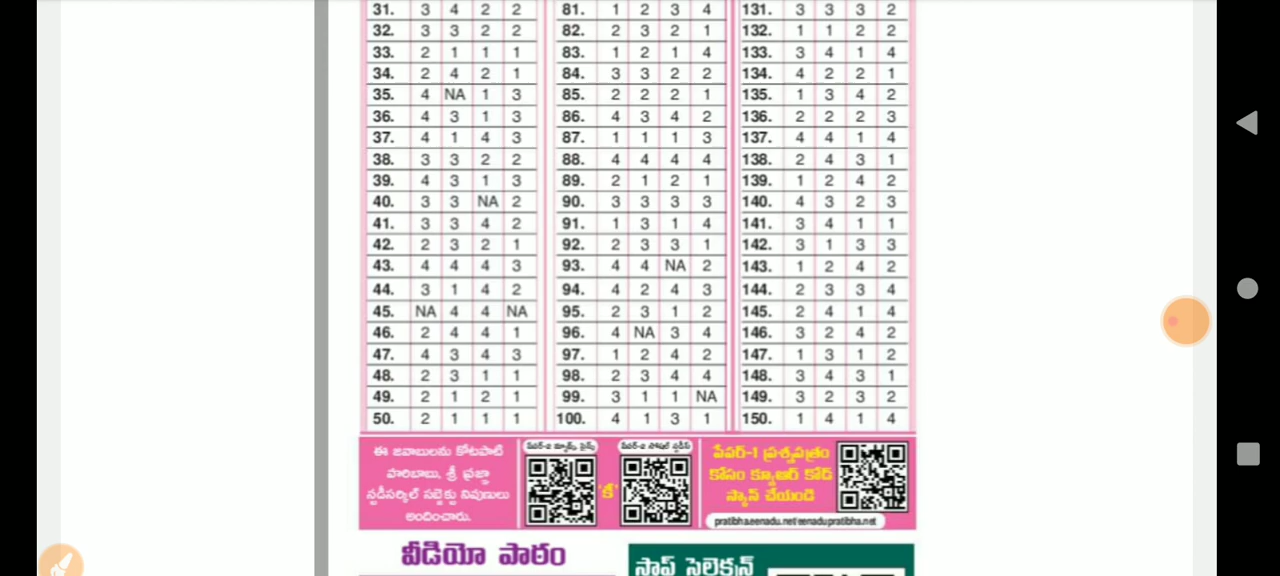 31. 3 4 2 2 81. 1 2 3 4 131. 3 3 3 2
32. 3 3 2 2 82. 2 3 2 1 132. 1 1 2 2
33. 2 1 1 1 83. 1 2 1 4 133. 3 4 1 4
34. 2 4 2 1 84. 3 3 2 2 134. 4 2 2 1
35. 4 NA 1 3 85. 2 2 2 1 135. 1 3 4 2
36. 4 3 1 3 86. 4 3 4 2 136. 2 2 2 3
37. 4 1 4 3 87. 1 1 1 3 137. 4 4 1 4
38. 3 3 2 2 88. 4 4 4 4 138. 2 4 3 1
39. 4 3 1 3 89. 2 1 2 1 139. 1 2 4 2
40. 3 3 NA 2 90. 3 3 3 3 140. 4 3 2 3
41. 3 3 4 2 91. 1 3 1 4 141. 3 4 1 1
42. 2 3 2 1 92. 2 3 3 1 142. 3 1 3 3
43. 4 4 4 3 93. 4 4 NA 2 143. 1 2 4 2
44. 3 1 4 2 94. 4 2 4 3 144. 2 3 3 4
45. NA 4 4 NA 95. 2 3 1 2 145. 2 4 1 4
46. 2 4 4 1 96. 4 NA 3 4 146. 3 2 4 2
47. 4 3 4 3 97. 1 2 4 2 147. 1 3 1 2
48. 2 3 1 1 98. 2 3 4 4 148. 3 4 3 1
49. 2 1 2 1 99. 3 1 1 NA 149. 3 2 3 2
50. 2 1 1 1 100. 4 1 3 1 150. 1 4 1 4
ఈ జవాబులను కోటపాటి
హరిబాబు, శ్రీ ప్రజ్ఞా
స్టడీసర్కిల్ సబ్జెక్టు నిపుణులు
అందించారు.
పేపర్-2 మ్యాథ్స్, సైన్స్
పేపర్-2 సోషల్ స్టడీస్
'కీ'
పేపర్-1 ప్రశ్నపత్రం
కోసం క్యూఆర్ కోడ్
స్కాన్ చేయండి
pratibha.eenadu.net/eenadupratibha.net
వీడియో పాఠం
సాఫ్ సెలెక్షన్